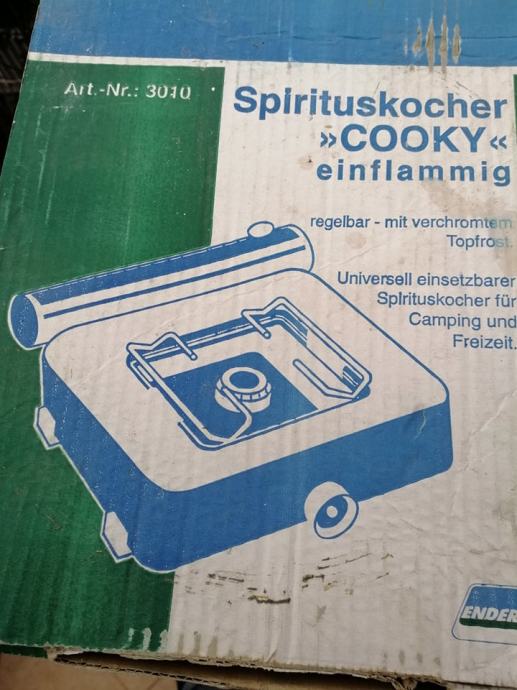 Art.-Nr.: 3010
Spirituskocher
»COOKY«
einflammig
regelbar - mit verchromtem
Topfrost.
Universell einsetzbarer
Spirituskocher für
Camping und
Freizeit.
ENDER